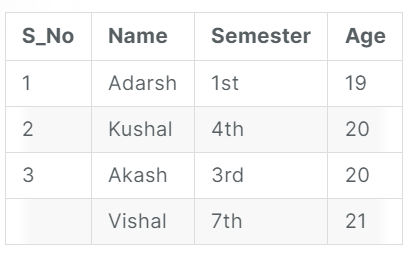 S_No Name Semester Age
1 Adarsh 1st 19
2 Kushal 4th 20
3 Akash 3rd 20
Vishal 7th 21